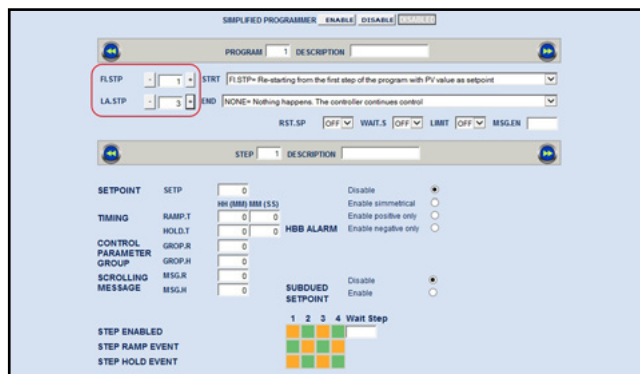 SIMPLIFIED PROGRAMMER ENABLE DISABLE DISABLED
PROGRAM 1 DESCRIPTION
FI.STP - 1 + STRT FI.STP= Re-starting from the first step of the program with PV value as setpoint
LA.STP - 3 + END NONE= Nothing happens. The controller continues control
RST.SP OFF WAIT.S OFF LIMIT OFF MSG.EN
STEP 1 DESCRIPTION
SETPOINT SETP 0 Disable
HH (MM) MM (SS) Enable simmetrical
TIMING RAMP.T 0 0 Enable positive only
HOLD.T 0 0 HBB ALARM Enable negative only
CONTROL PARAMETER GROUP GROP.R 0
GROP.H 0
SCROLLING MESSAGE MSG.R 0 Disable
MSG.H 0 SUBDUED SETPOINT Enable
1 2 3 4 Wait Step
STEP ENABLED
STEP RAMP EVENT
STEP HOLD EVENT